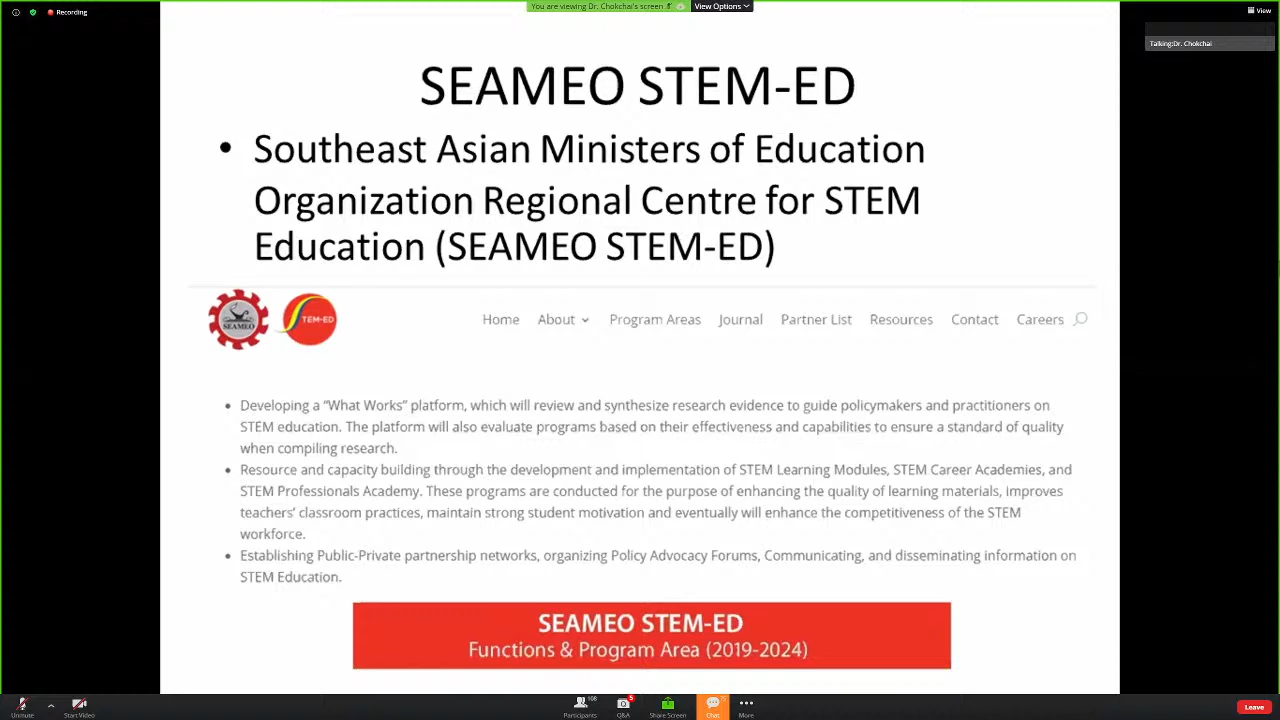 Recording
You are viewing Dr. Chokchai's screen
View Options
View
Talking:Dr. Chokchai
SEAMEO STEM-ED
• Southeast Asian Ministers of Education
Organization Regional Centre for STEM
Education (SEAMEO STEM-ED)
SEAMEO
TEM-ED
Home About Program Areas Journal Partner List Resources Contact Careers
• Developing a “What Works” platform, which will review and synthesize research evidence to guide policymakers and practitioners on
STEM education. The platform will also evaluate programs based on their effectiveness and capabilities to ensure a standard of quality
when compiling research.
• Resource and capacity building through the development and implementation of STEM Learning Modules, STEM Career Academies, and
STEM Professionals Academy. These programs are conducted for the purpose of enhancing the quality of learning materials, improves
teachers’ classroom practices, maintain strong student motivation and eventually will enhance the competitiveness of the STEM
workforce.
• Establishing Public-Private partnership networks, organizing Policy Advocacy Forums, Communicating, and disseminating information on
STEM Education.
SEAMEO STEM-ED
Functions & Program Area (2019-2024)
108
5
Unmute Start Video Participants Q&A Share Screen Chat More Leave